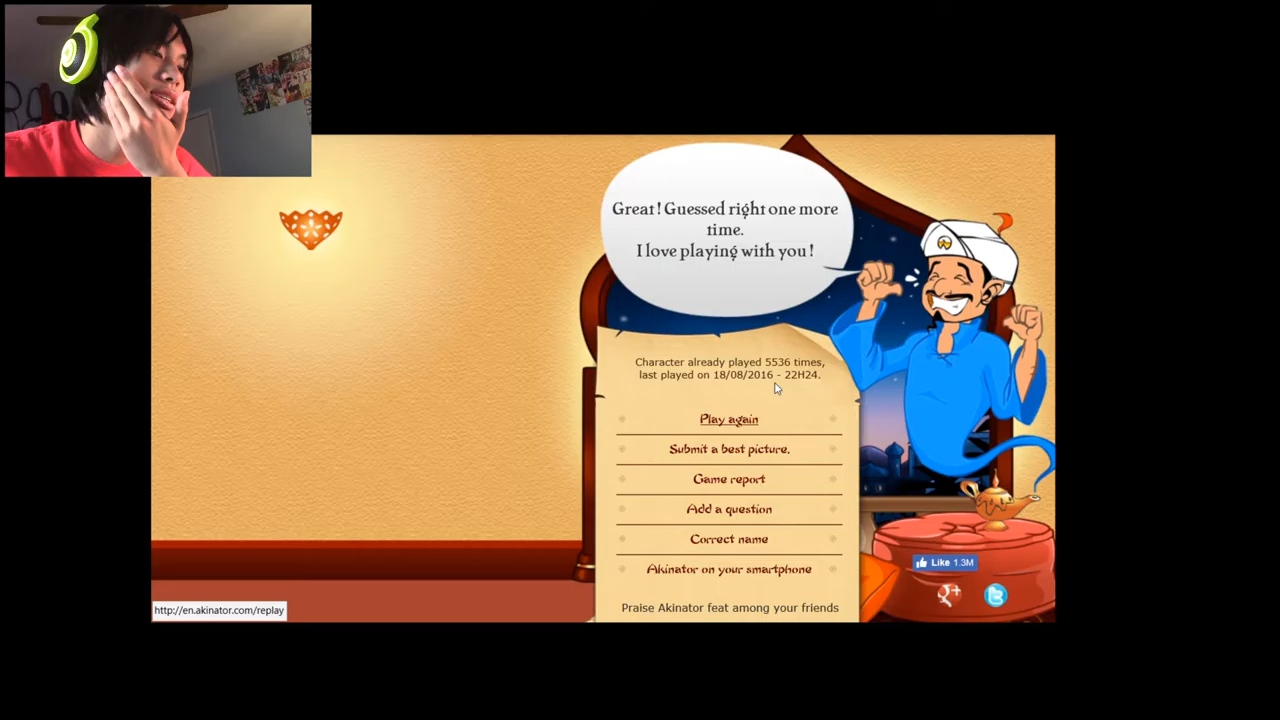 Great! Guessed right one more
time.
I love playing with you!
Character already played 5536 times,
last played on 18/08/2016 - 22H24.
Play again
Submit a best picture.
Game report
Add a question
Correct name
Akinator on your smartphone
Like 1.3M
http://en.akinator.com/replay
Praise Akinator feat among your friends